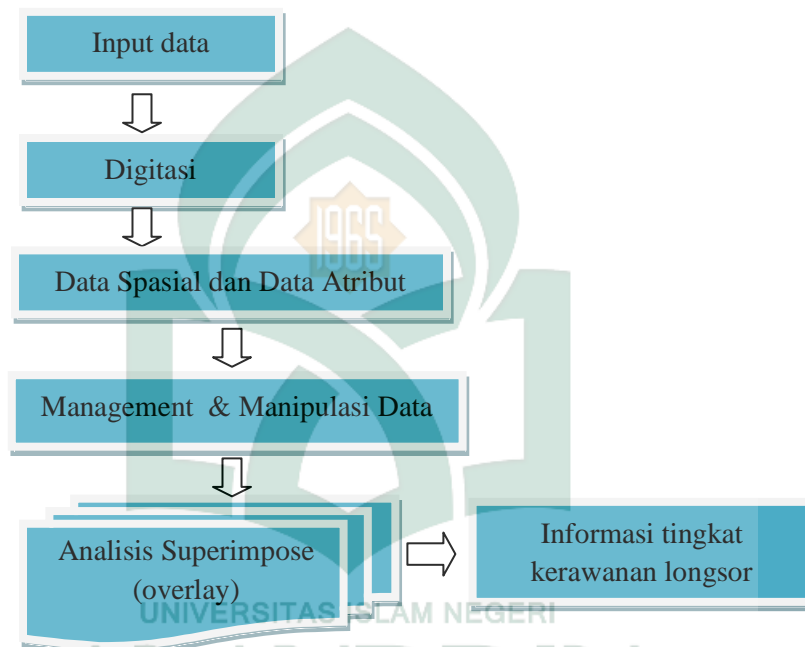 Input data
Digitasi
1965
Data Spasial dan Data Atribut
Management & Manipulasi Data
Analisis Superimpose
(overlay)
Informasi tingkat
kerawanan longsor
UNIVERSITAS ISLAM NEGERI